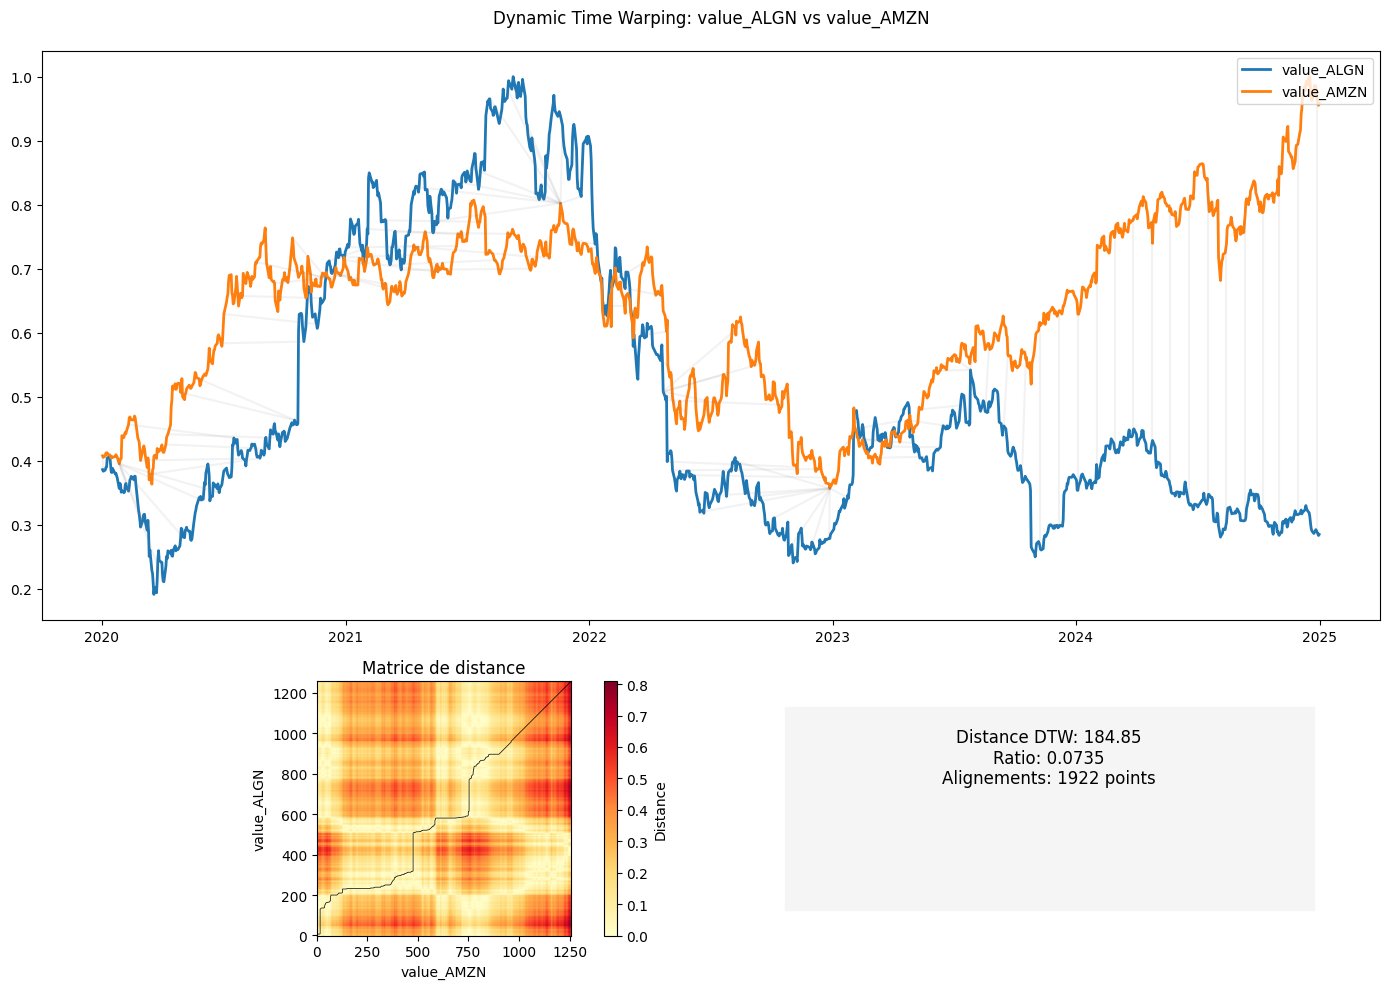 Dynamic Time Warping: value_ALGN vs value_AMZN
value_ALGN
value_AMZN
1.0
0.9
0.8
0.7
0.6
0.5
0.4
0.3
0.2
2020 2021 2022 2023 2024 2025
Matrice de distance
value_ALGN
1200
1000
800
600
400
200
0
0 250 500 750 1000 1250
value_AMZN
0.8
0.7
0.6
0.5
0.4
0.3
0.2
0.1
0.0
Distance
Distance DTW: 184.85
Ratio: 0.0735
Alignements: 1922 points